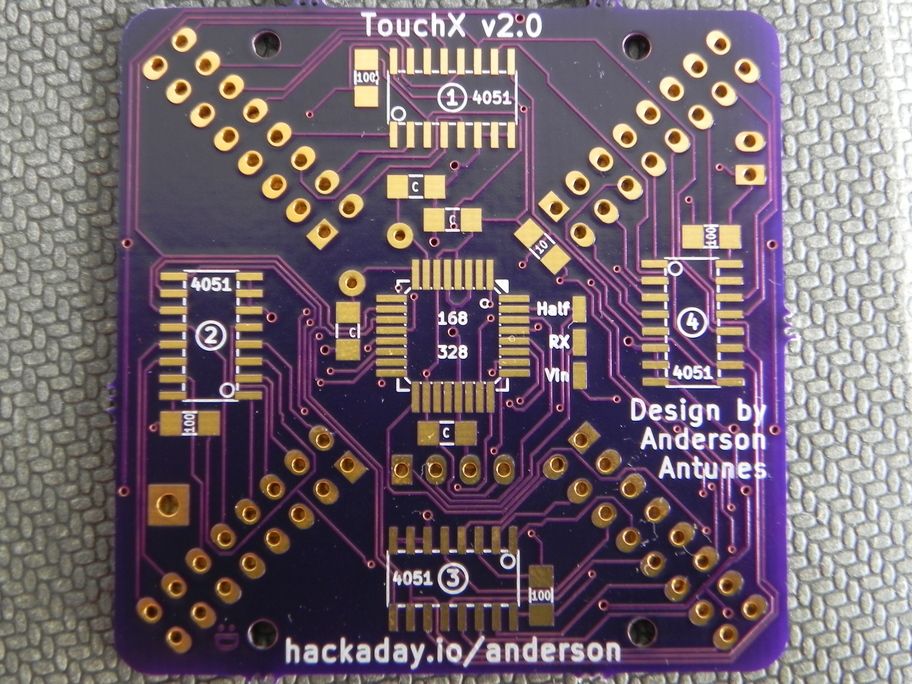 TouchX v2.0
100
1 4051
C
C
10
100
4051
2
168
328
Half
RX
Vin
4
4051
C
100
C
Design by
Anderson
Antunes
4051 3
100
hackaday.io/anderson